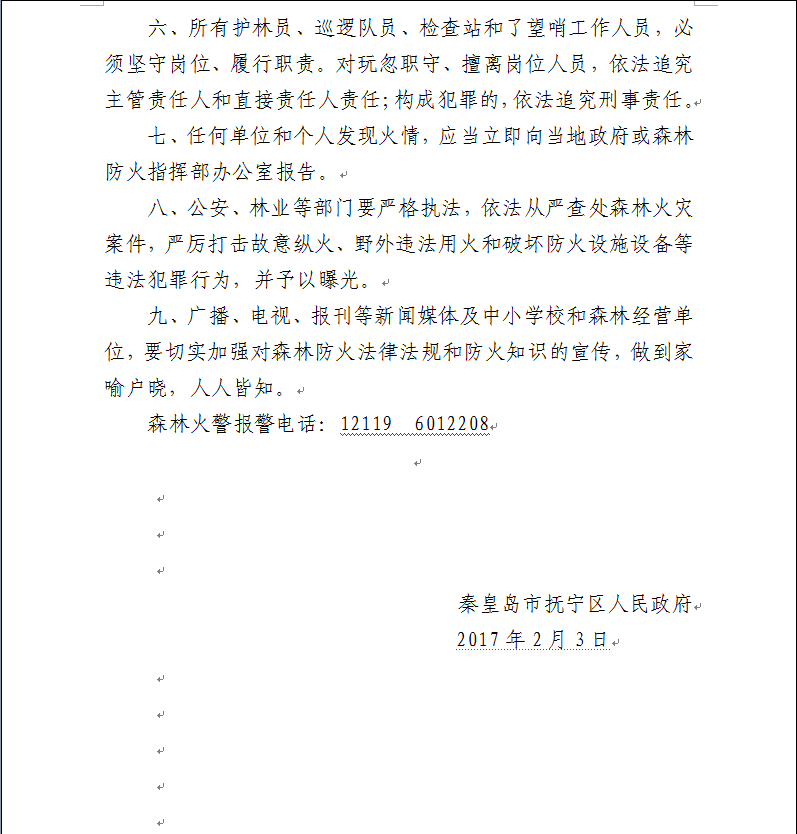 六、所有护林员、巡逻队员、检查站和了望哨工作人员，必
须坚守岗位、履行职责。对玩忽职守、擅离岗位人员，依法追究
主管责任人和直接责任人责任；构成犯罪的，依法追究刑事责任。
七、任何单位和个人发现火情，应当立即向当地政府或森林
防火指挥部办公室报告。
八、公安、林业等部门要严格执法，依法从严查处森林火灾
案件，严厉打击故意纵火、野外违法用火和破坏防火设施设备等
违法犯罪行为，并予以曝光。
九、广播、电视、报刊等新闻媒体及中小学校和森林经营单
位，要切实加强对森林防火法律法规和防火知识的宣传，做到家
喻户晓，人人皆知。
森林火警报警电话：12119  6012208
秦皇岛市抚宁区人民政府
2017年2月3日